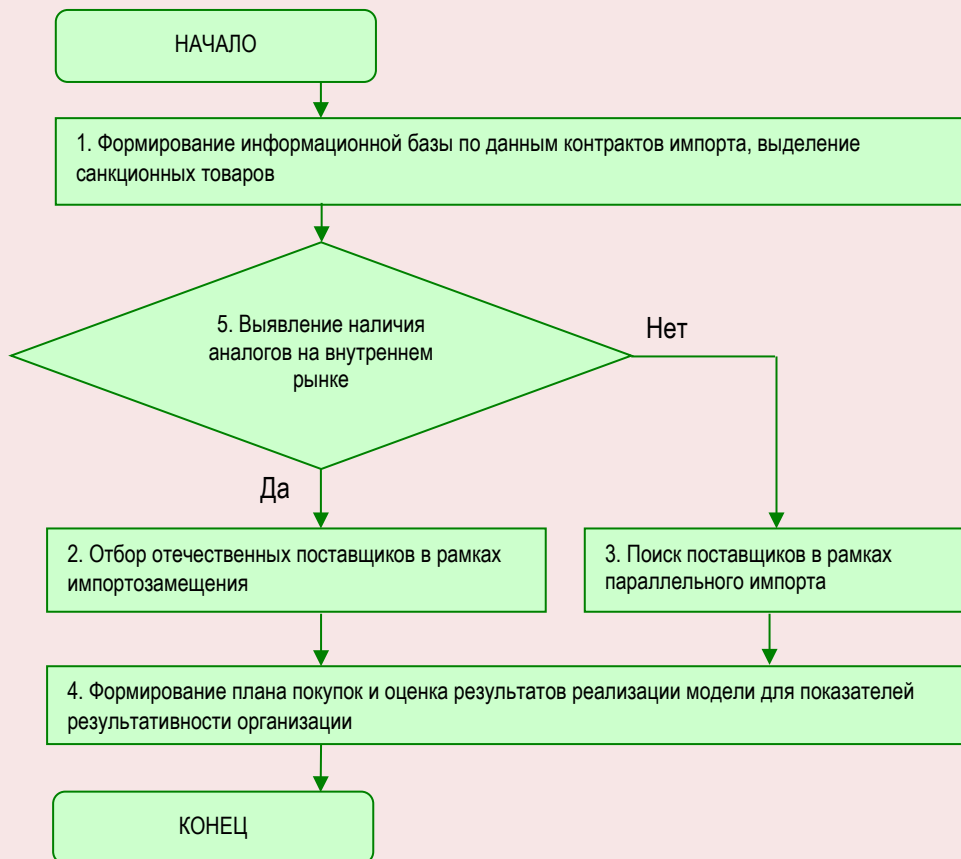 НАЧАЛО
1. Формирование информационной базы по данным контрактов импорта, выделение
санкционных товаров
5. Выявление наличия
аналогов на внутреннем
рынке
Нет
Да
2. Отбор отечественных поставщиков в рамках
импортозамещения
3. Поиск поставщиков в рамках
параллельного импорта
4. Формирование плана покупок и оценка результатов реализации модели для показателей
результативности организации
КОНЕЦ